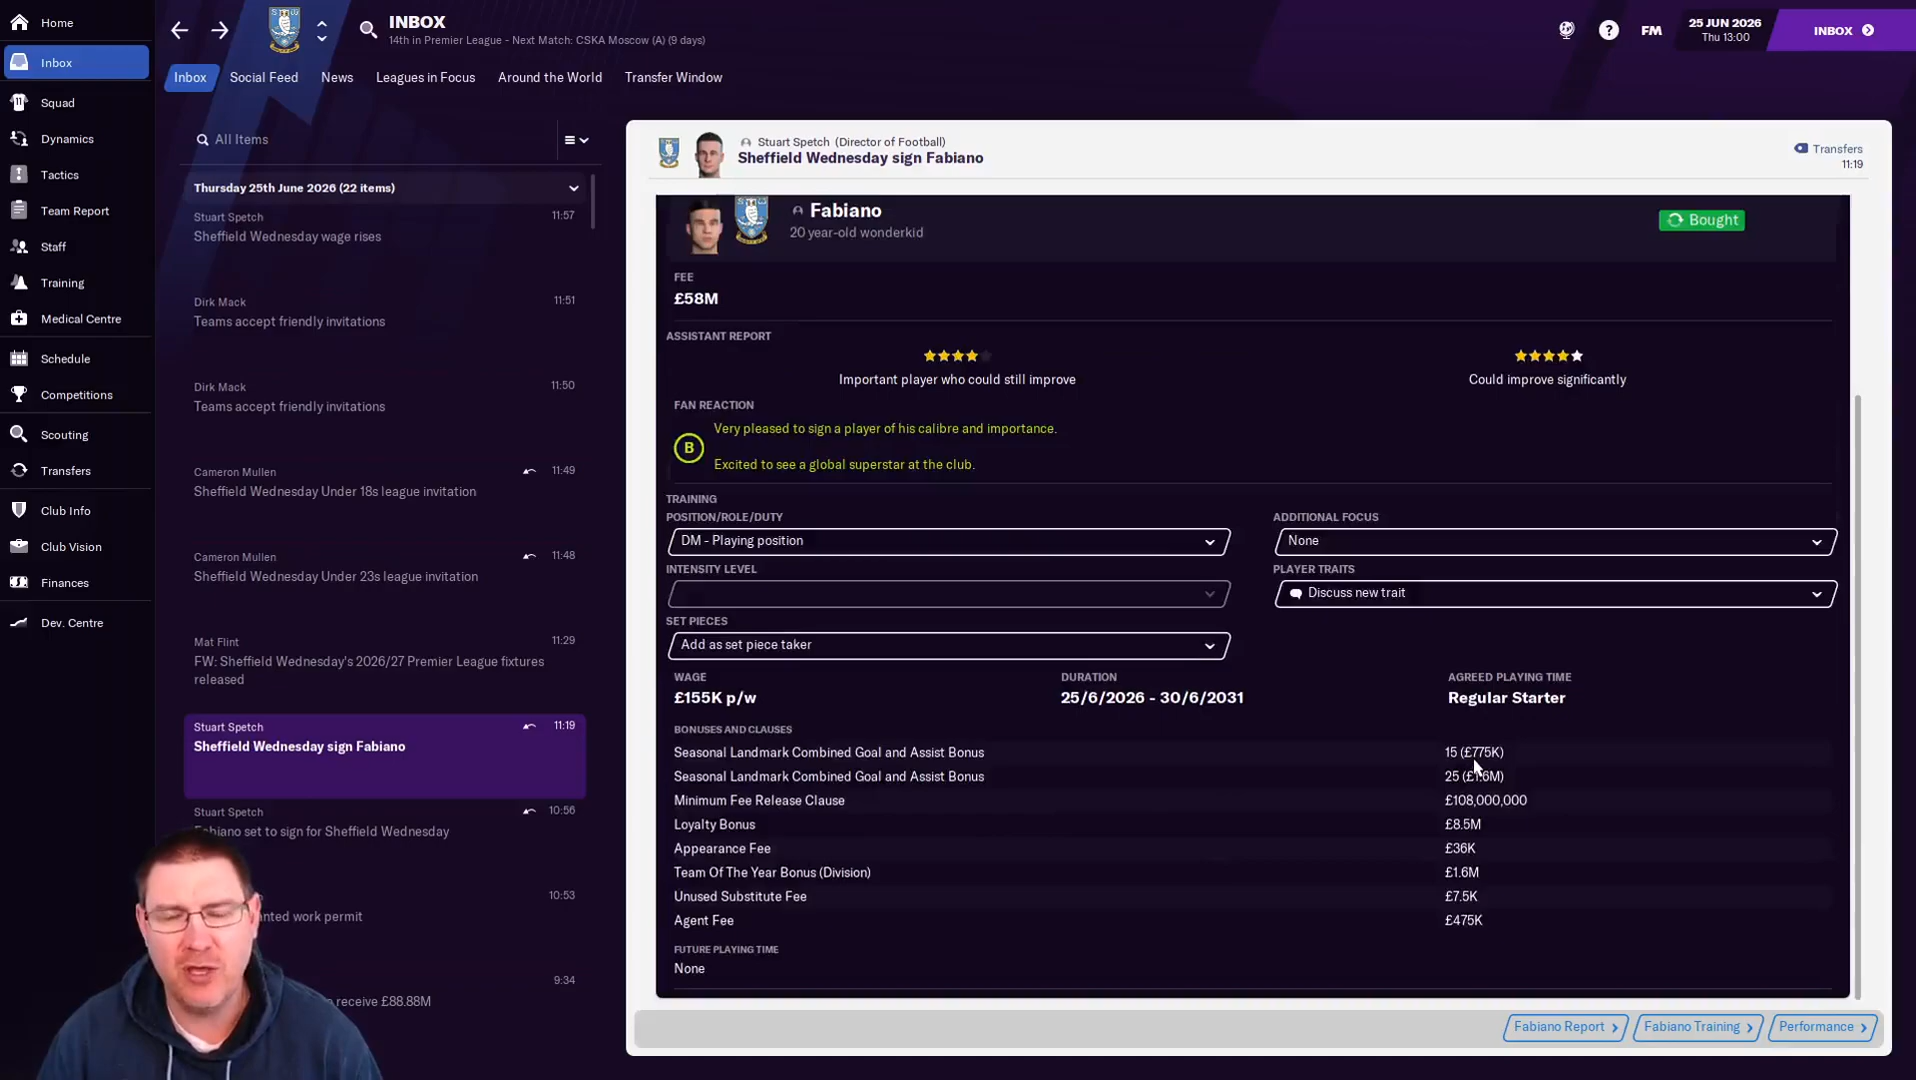 Home
INBOX
14th in Premier League - Next Match: CSKA Moscow (A) (9 days)
FM
25 JUN 2026
Thu 13:00
INBOX
Inbox
Inbox
Social Feed
News
Leagues in Focus
Around the World
Transfer Window
Squad
Dynamics
Tactics
Team Report
Staff
Training
Medical Centre
Schedule
Competitions
Scouting
Transfers
Club Info
Club Vision
Finances
Dev. Centre
All Items
Thursday 25th June 2026 (22 items)
Stuart Spetch 11:57
Sheffield Wednesday wage rises
Dirk Mack 11:51
Teams accept friendly invitations
Dirk Mack 11:50
Teams accept friendly invitations
Cameron Mullen 11:49
Sheffield Wednesday Under 18s league invitation
Cameron Mullen 11:48
Sheffield Wednesday Under 23s league invitation
Mat Flint 11:29
FW: Sheffield Wednesday's 2026/27 Premier League fixtures
released
Stuart Spetch 11:19
Sheffield Wednesday sign Fabiano
Stuart Spetch 10:56
Fabiano set to sign for Sheffield Wednesday
10:53
work permit
9:34
receive £88.88M
Stuart Spetch (Director of Football)
Sheffield Wednesday sign Fabiano
Transfers
11:19
Fabiano
20 year-old wonderkid
Bought
FEE
£58M
ASSISTANT REPORT
Important player who could still improve
Could improve significantly
FAN REACTION
B
Very pleased to sign a player of his calibre and importance.
Excited to see a global superstar at the club.
TRAINING
POSITION/ROLE/DUTY
ADDITIONAL FOCUS
DM - Playing position
None
INTENSITY LEVEL
PLAYER TRAITS
Discuss new trait
SET PIECES
Add as set piece taker
WAGE
DURATION
AGREED PLAYING TIME
£155K p/w
25/6/2026 - 30/6/2031
Regular Starter
BONUSES AND CLAUSES
Seasonal Landmark Combined Goal and Assist Bonus 15 (£775K)
Seasonal Landmark Combined Goal and Assist Bonus 25 (£1.6M)
Minimum Fee Release Clause £108,000,000
Loyalty Bonus £8.5M
Appearance Fee £36K
Team Of The Year Bonus (Division) £1.6M
Unused Substitute Fee £7.5K
Agent Fee £475K
FUTURE PLAYING TIME
None
Fabiano Report
Fabiano Training
Performance